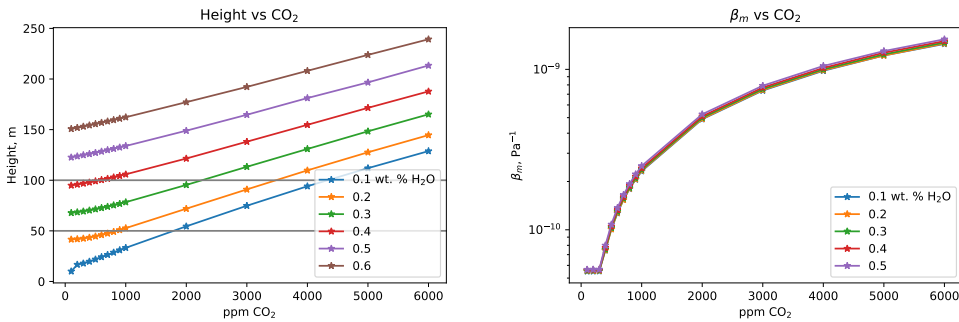 Height vs CO₂
Height, m
250
200
150
100
50
0
0 1000 2000 3000 4000 5000 6000
ppm CO₂
0.1 wt. % H₂O
0.2
0.3
0.4
0.5
0.6
βₘ vs CO₂
βₘ, Pa⁻¹
10⁻⁹
10⁻¹⁰
0 1000 2000 3000 4000 5000 6000
ppm CO₂
0.1 wt. % H₂O
0.2
0.3
0.4
0.5